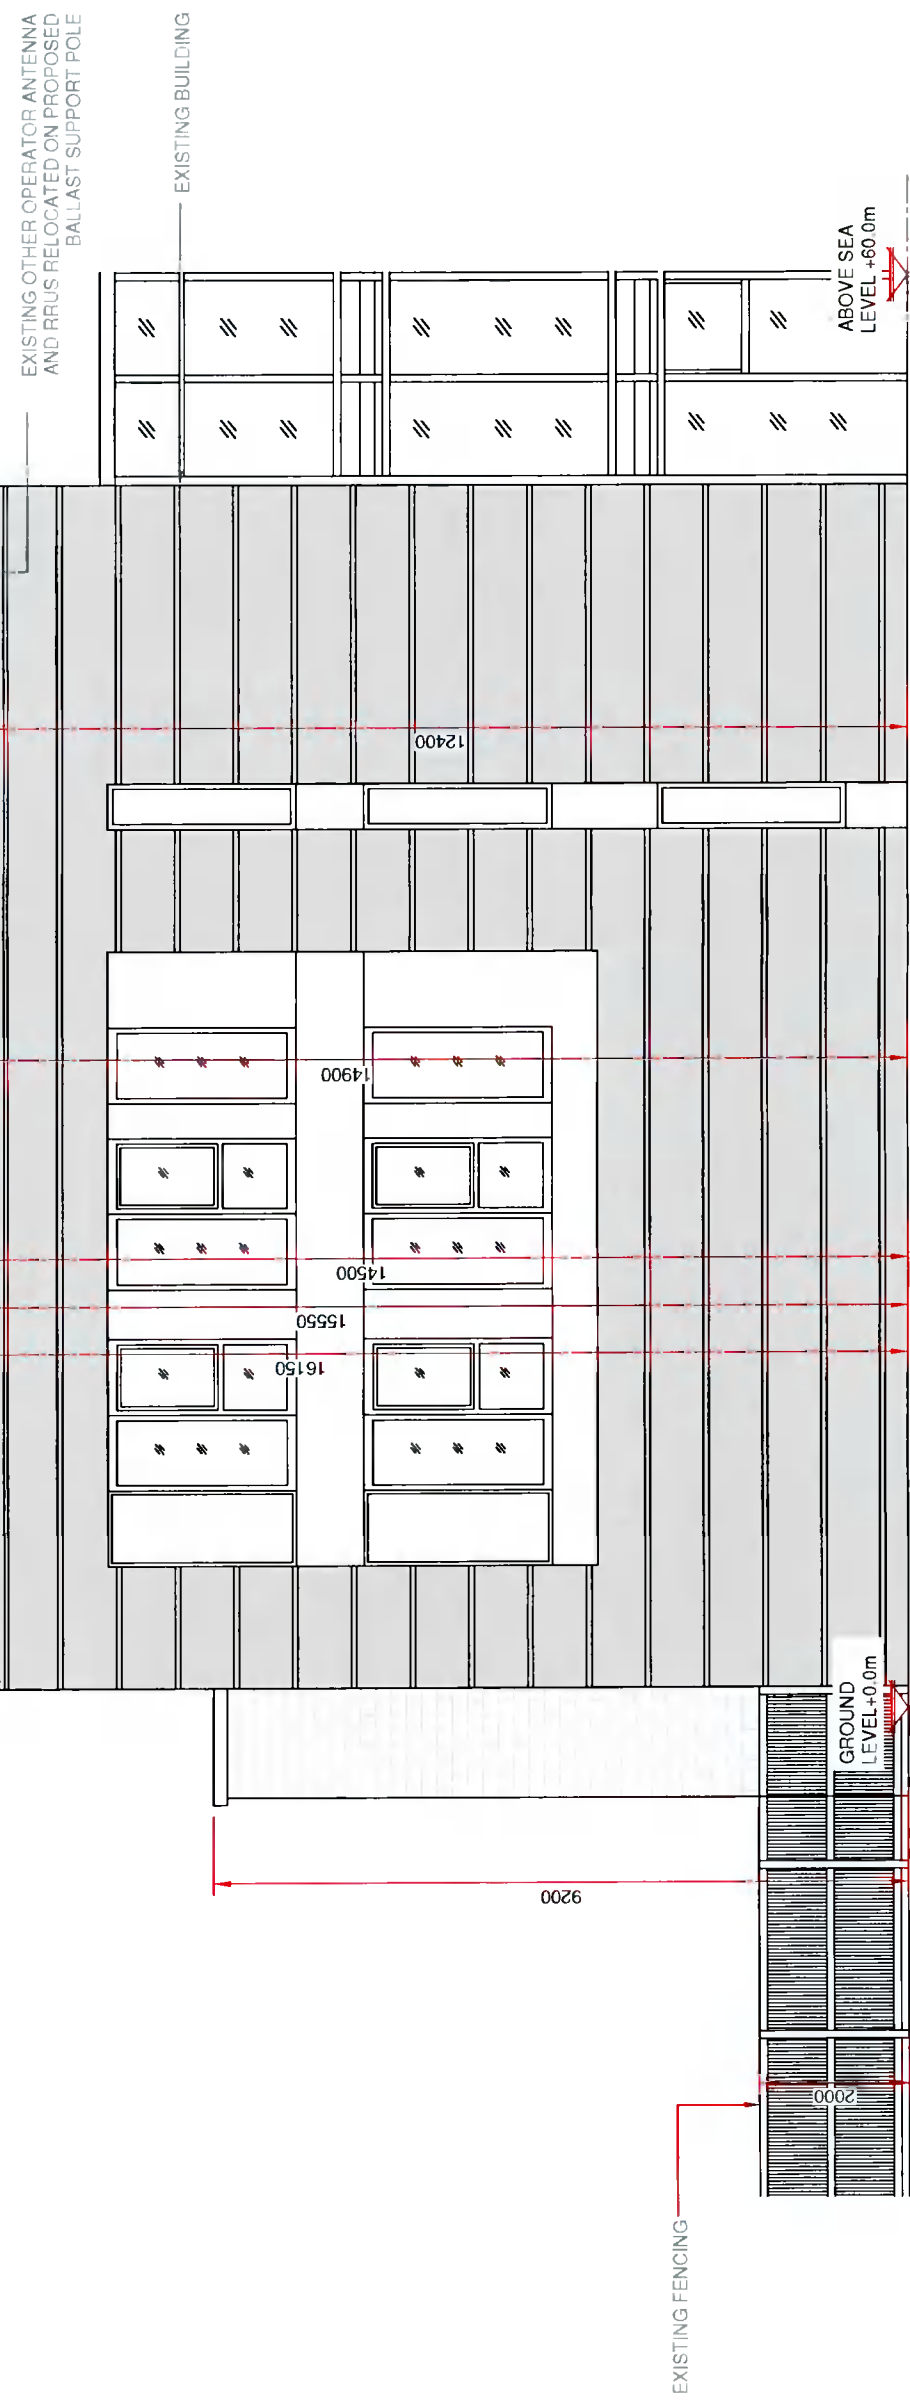 EXISTING OTHER OPERATOR ANTENNA
AND RRUS RELOCATED ON PROPOSED
BALLAST SUPPORT POLE
EXISTING BUILDING
ABOVE SEA
LEVEL +60.0m
12400
14900
14500
15550
16150
GROUND
LEVEL+0.0m
9200
2000
EXISTING FENCING